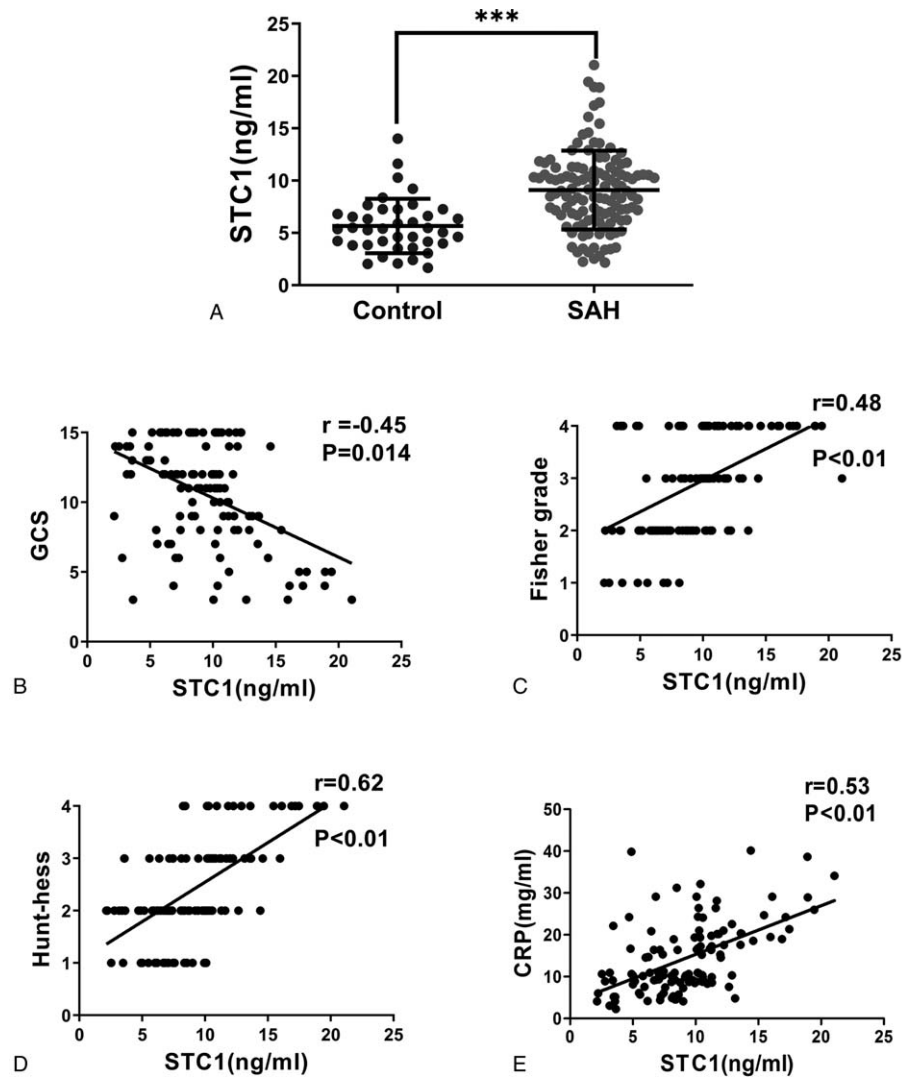 ***
STC1(ng/ml)
25
20
15
10
5
0
Control SAH
A
r =-0.45
P=0.014
GCS
15
10
5
0
0 5 10 15 20 25
STC1(ng/ml)
B
r=0.48
P<0.01
Fisher grade
4
3
2
1
0
0 5 10 15 20 25
STC1(ng/ml)
C
r=0.62
P<0.01
Hunt-hess
4
3
2
1
0
0 5 10 15 20 25
STC1(ng/ml)
D
r=0.53
P<0.01
CRP(mg/ml)
50
40
30
20
10
0
0 5 10 15 20 25
STC1(ng/ml)
E